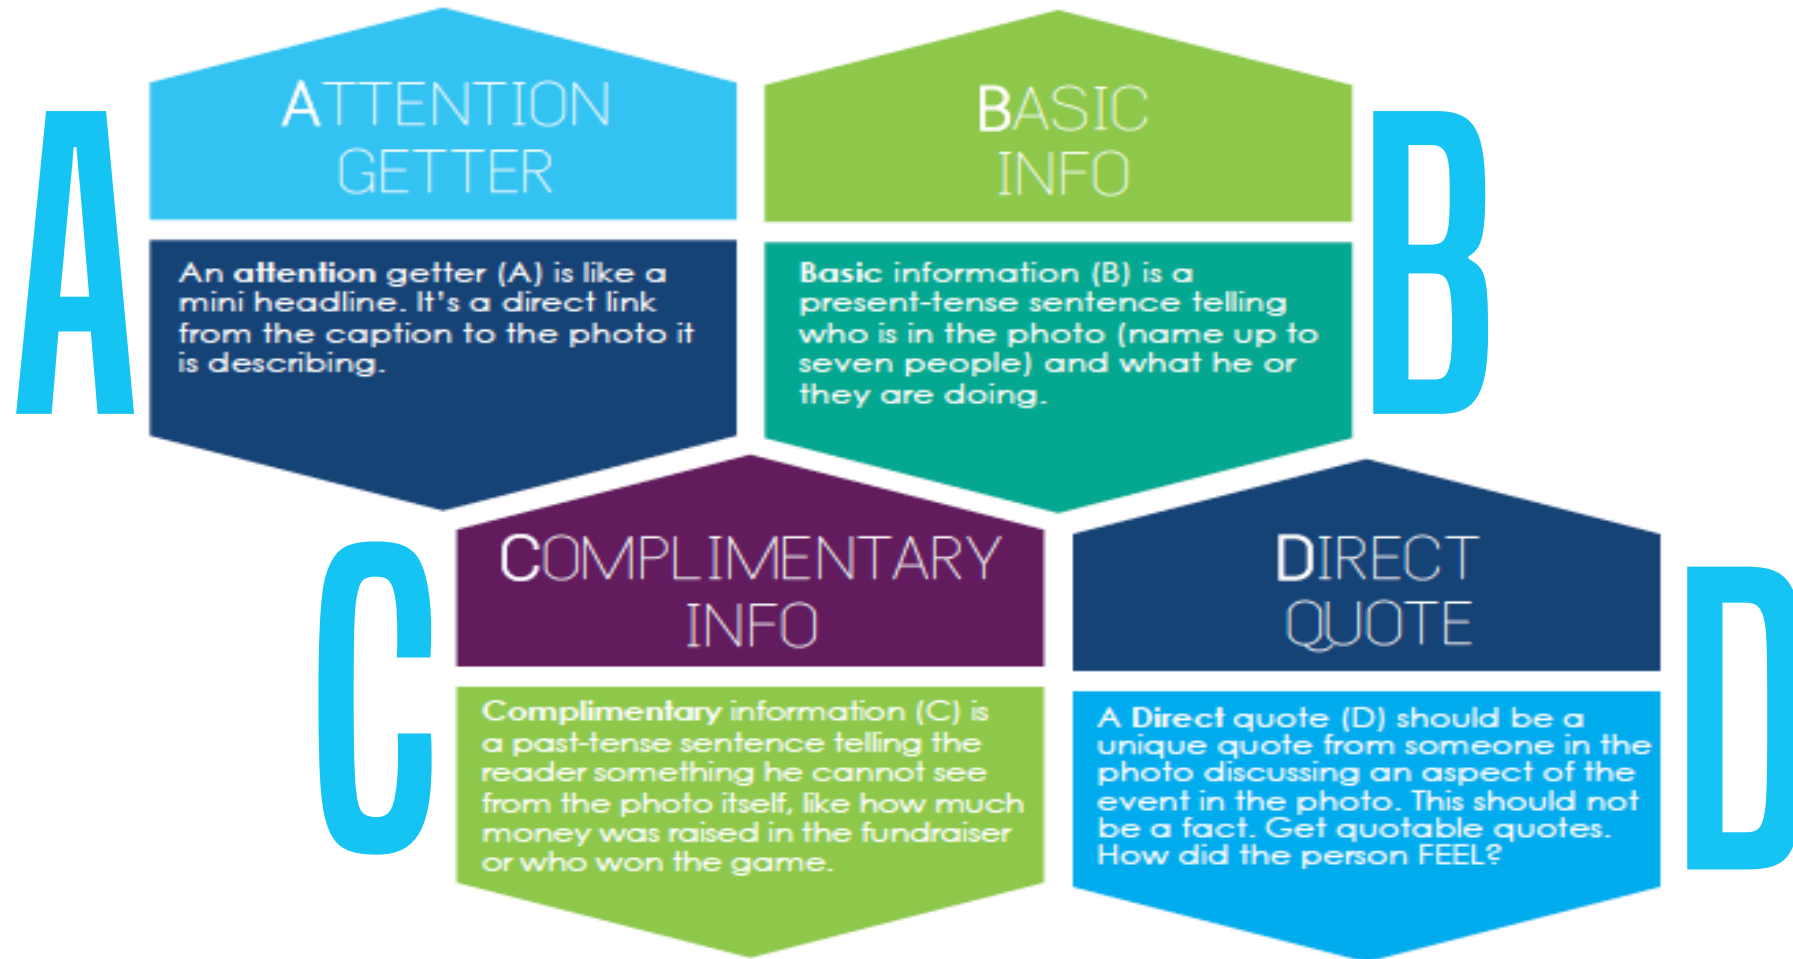 A
ATTENTION
GETTER
An attention getter (A) is like a
mini headline. It's a direct link
from the caption to the photo it
is describing.
BASIC
INFO
Basic information (B) is a
present-tense sentence telling
who is in the photo (name up to
seven people) and what he or
they are doing.
B
C
COMPLIMENTARY
INFO
Complimentary information (C) is
a past-tense sentence telling the
reader something he cannot see
from the photo itself, like how much
money was raised in the fundraiser
or who won the game.
DIRECT
QUOTE
A Direct quote (D) should be a
unique quote from someone in the
photo discussing an aspect of the
event in the photo. This should not
be a fact. Get quotable quotes.
How did the person FEEL?
D